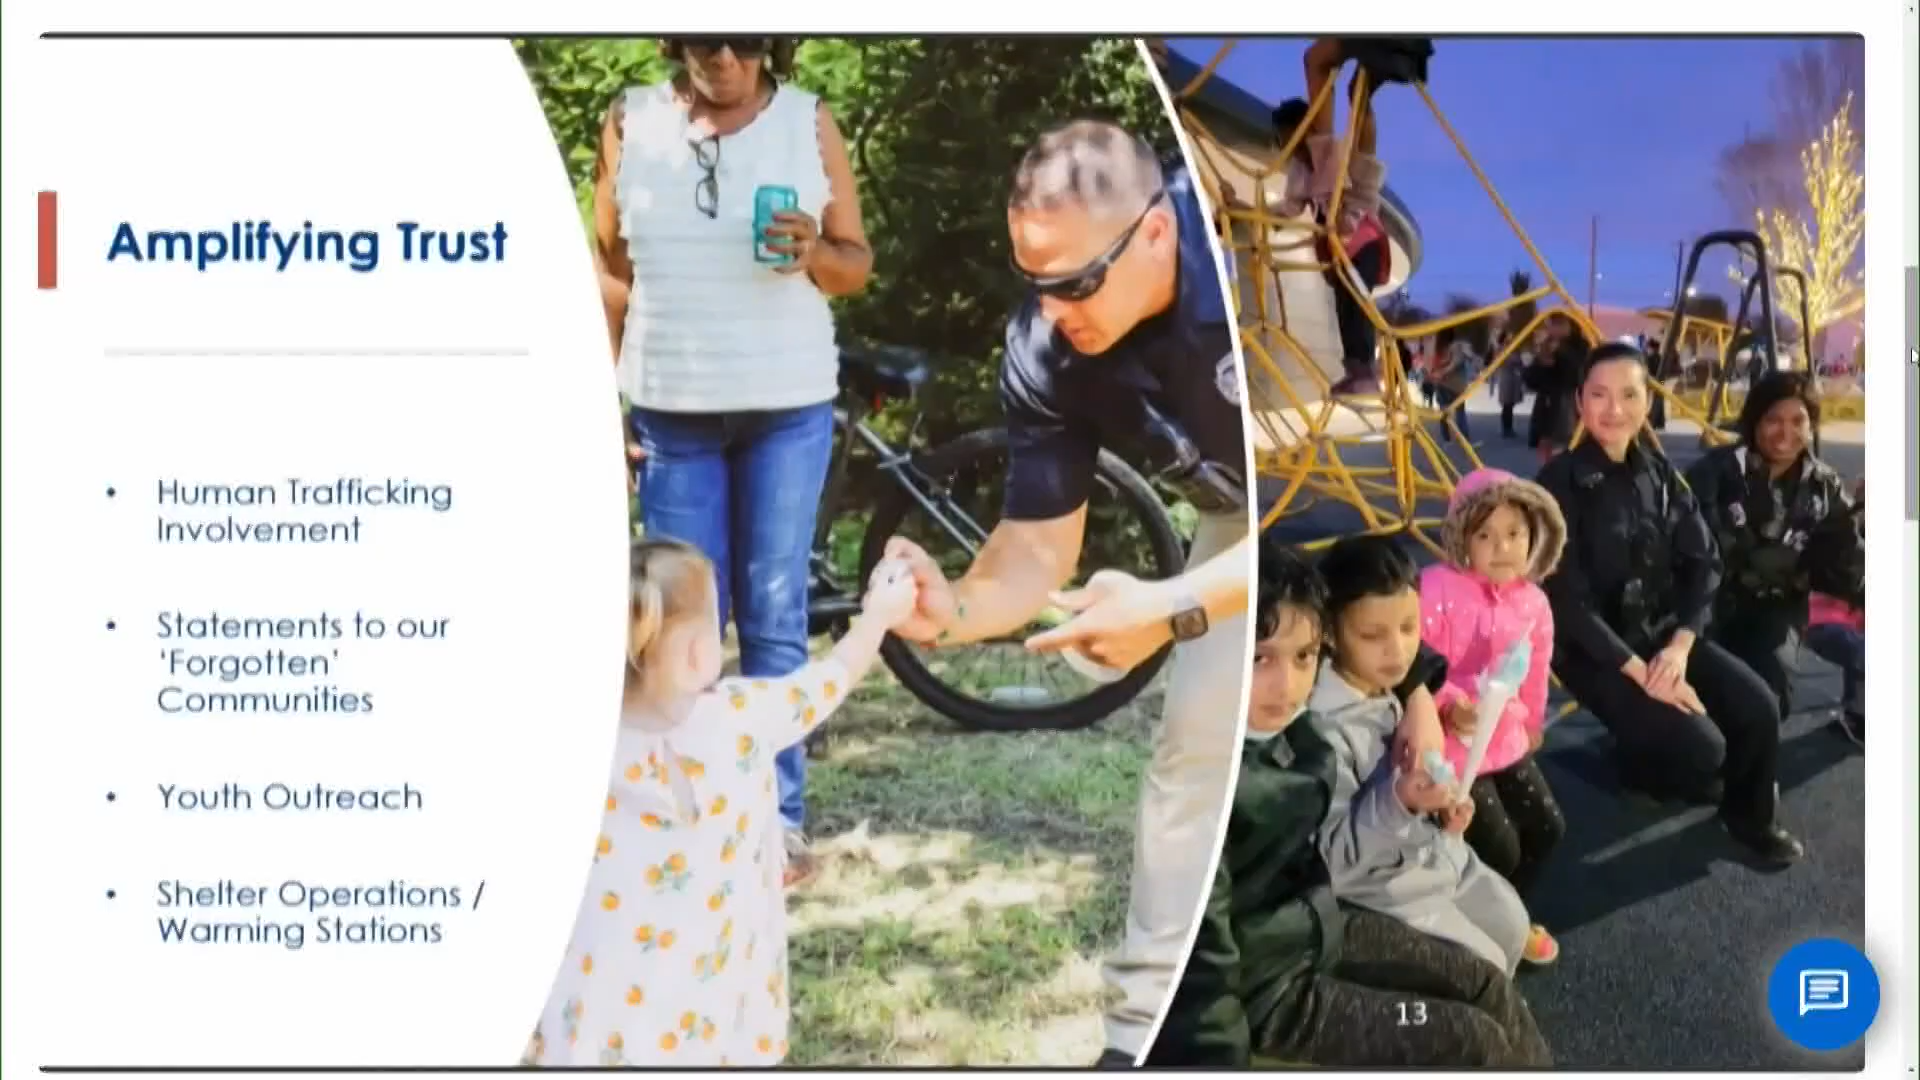 Amplifying Trust
• Human Trafficking
Involvement
• Statements to our
‘Forgotten’
Communities
• Youth Outreach
• Shelter Operations /
Warming Stations
13